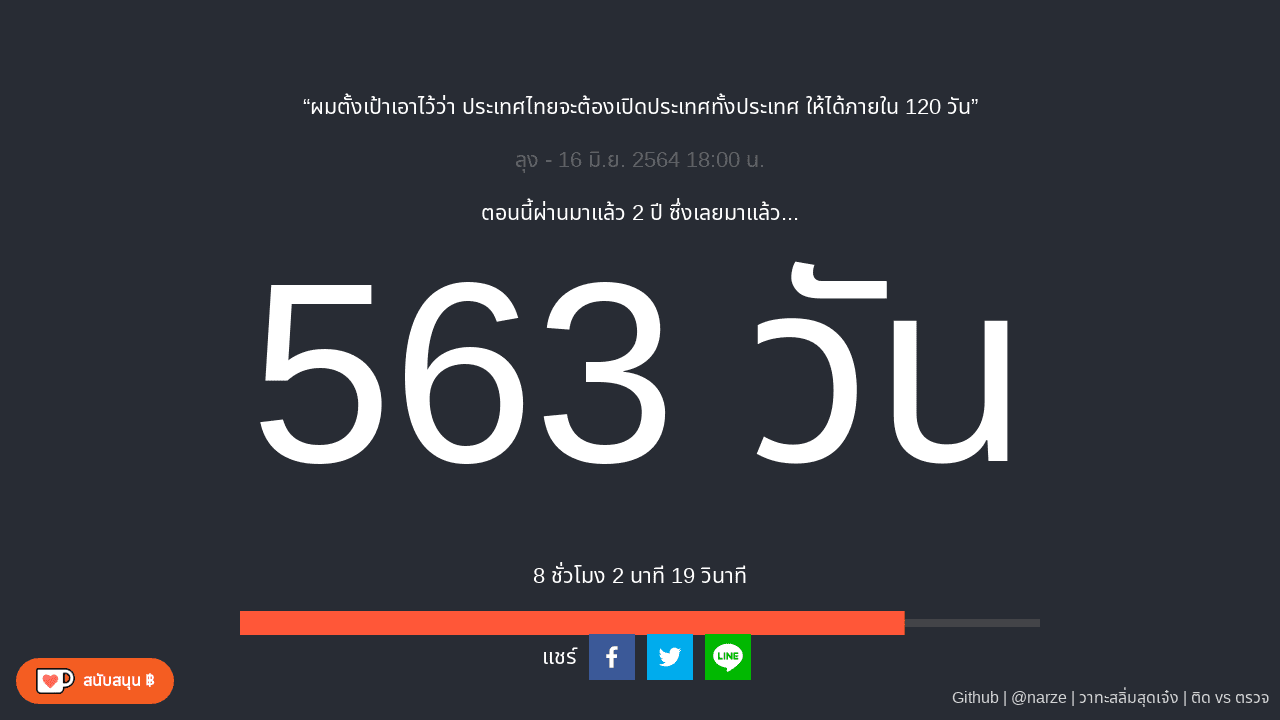 “ผมตั้งเป้าเอาไว้ว่า ประเทศไทยจะต้องเปิดประเทศทั้งประเทศ ให้ได้ภายใน 120 วัน”
ลุง - 16 มิ.ย. 2564 18:00 น.
ตอนนี้ผ่านมาแล้ว 2 ปี ซึ่งเลยมาแล้ว...
563 วัน
8 ชั่วโมง 2 นาที 19 วินาที
แชร์
LINE
สนับสนุน ฿
Github | @narze | วาทะสลิ่มสุดเจ๋ง | ติด vs ตรวจ